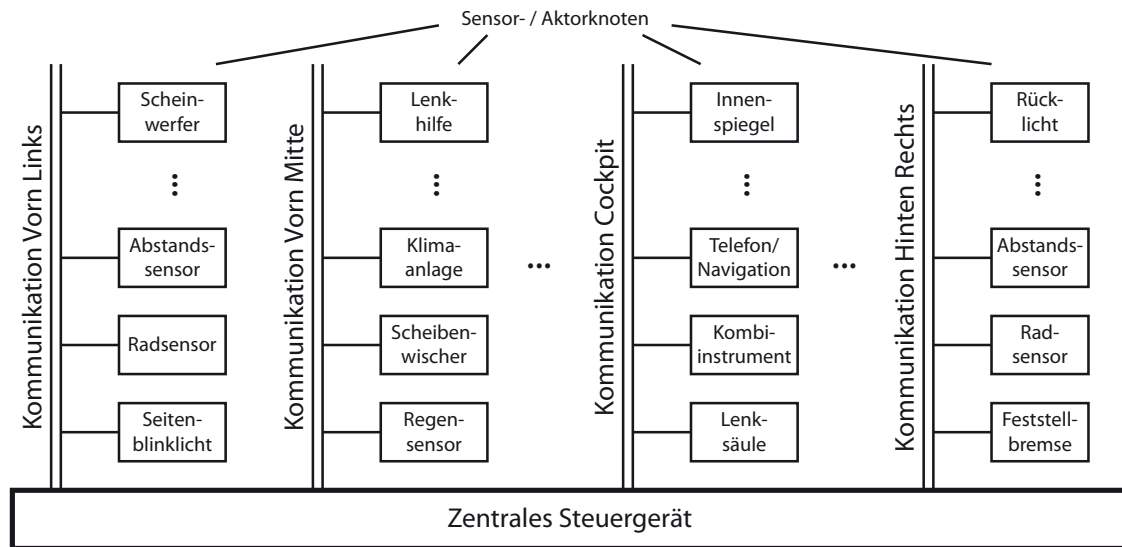 Sensor- / Aktorknoten
Kommunikation Vorn Links
Schein-
werfer
Abstands-
sensor
Radsensor
Seiten-
blinklicht
Kommunikation Vorn Mitte
Lenk-
hilfe
Klima-
anlage
Scheiben-
wischer
Regen-
sensor
Kommunikation Cockpit
Innen-
spiegel
Telefon/
Navigation
Kombi-
instrument
Lenk-
säule
Kommunikation Hinten Rechts
Rück-
licht
Abstands-
sensor
Rad-
sensor
Feststell-
bremse
Zentrales Steuergerät